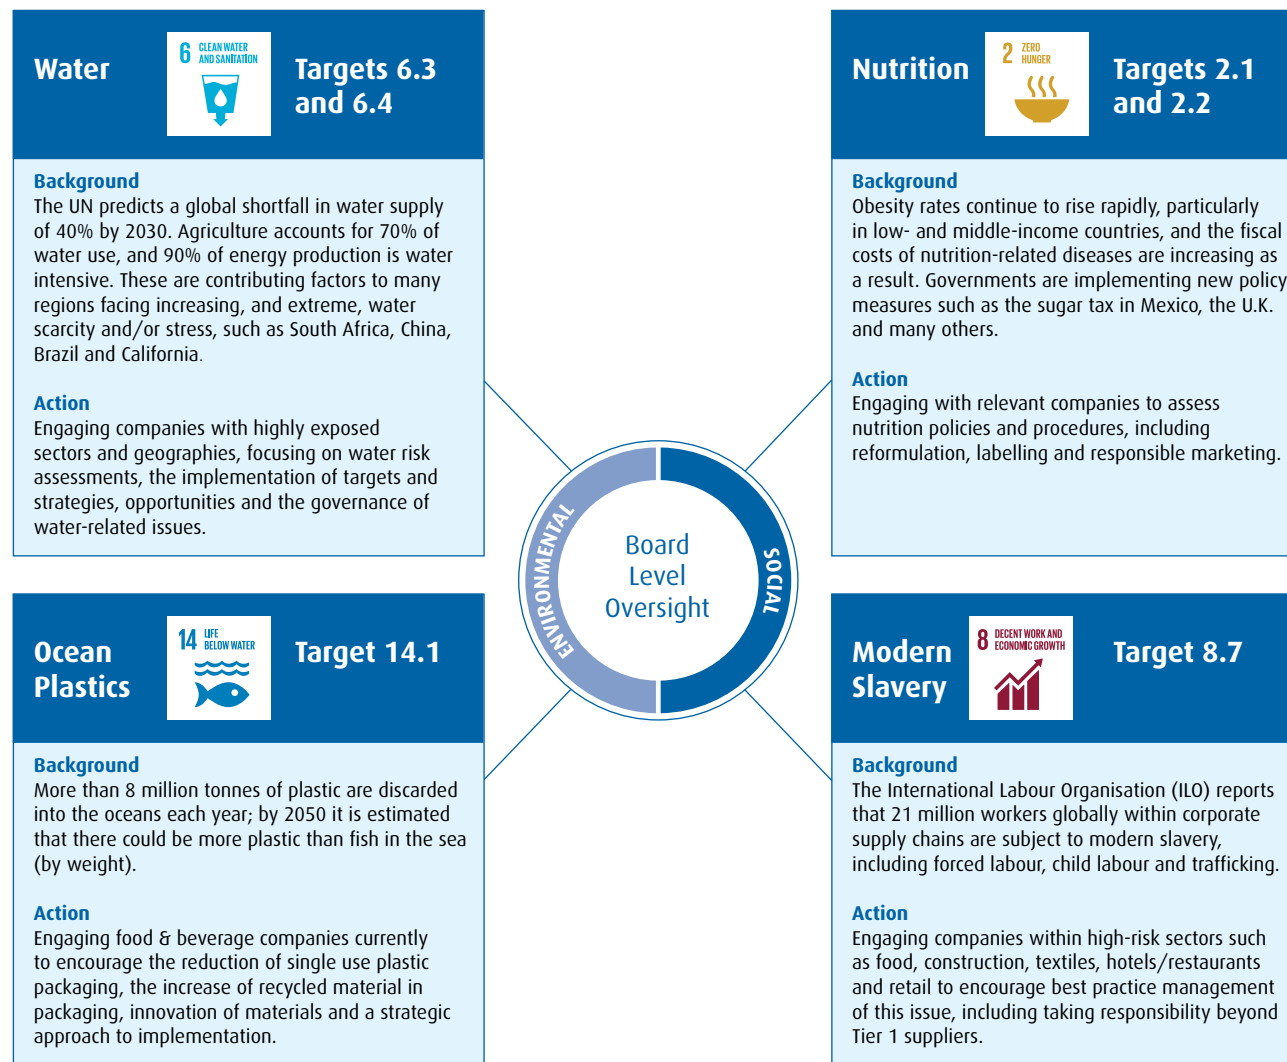 Water
6 CLEAN WATER
AND SANITATION
Targets 6.3
and 6.4
Background
The UN predicts a global shortfall in water supply
of 40% by 2030. Agriculture accounts for 70% of
water use, and 90% of energy production is water
intensive. These are contributing factors to many
regions facing increasing, and extreme, water
scarcity and/or stress, such as South Africa, China,
Brazil and California.
Action
Engaging companies with highly exposed
sectors and geographies, focusing on water risk
assessments, the implementation of targets and
strategies, opportunities and the governance of
water-related issues.
Nutrition
2 ZERO
HUNGER
Targets 2.1
and 2.2
Background
Obesity rates continue to rise rapidly, particularly
in low- and middle-income countries, and the fiscal
costs of nutrition-related diseases are increasing as
a result. Governments are implementing new policy
measures such as the sugar tax in Mexico, the U.K.
and many others.
Action
Engaging with relevant companies to assess
nutrition policies and procedures, including
reformulation, labelling and responsible marketing.
ENVIRONMENTAL
Board
Level
Oversight
SOCIAL
Ocean
Plastics
14 LIFE
BELOW WATER
Target 14.1
Background
More than 8 million tonnes of plastic are discarded
into the oceans each year; by 2050 it is estimated
that there could be more plastic than fish in the sea
(by weight).
Action
Engaging food & beverage companies currently
to encourage the reduction of single use plastic
packaging, the increase of recycled material in
packaging, innovation of materials and a strategic
approach to implementation.
Modern
Slavery
8 DECENT WORK AND
ECONOMIC GROWTH
Target 8.7
Background
The International Labour Organisation (ILO) reports
that 21 million workers globally within corporate
supply chains are subject to modern slavery,
including forced labour, child labour and trafficking.
Action
Engaging companies within high-risk sectors such
as food, construction, textiles, hotels/restaurants
and retail to encourage best practice management
of this issue, including taking responsibility beyond
Tier 1 suppliers.